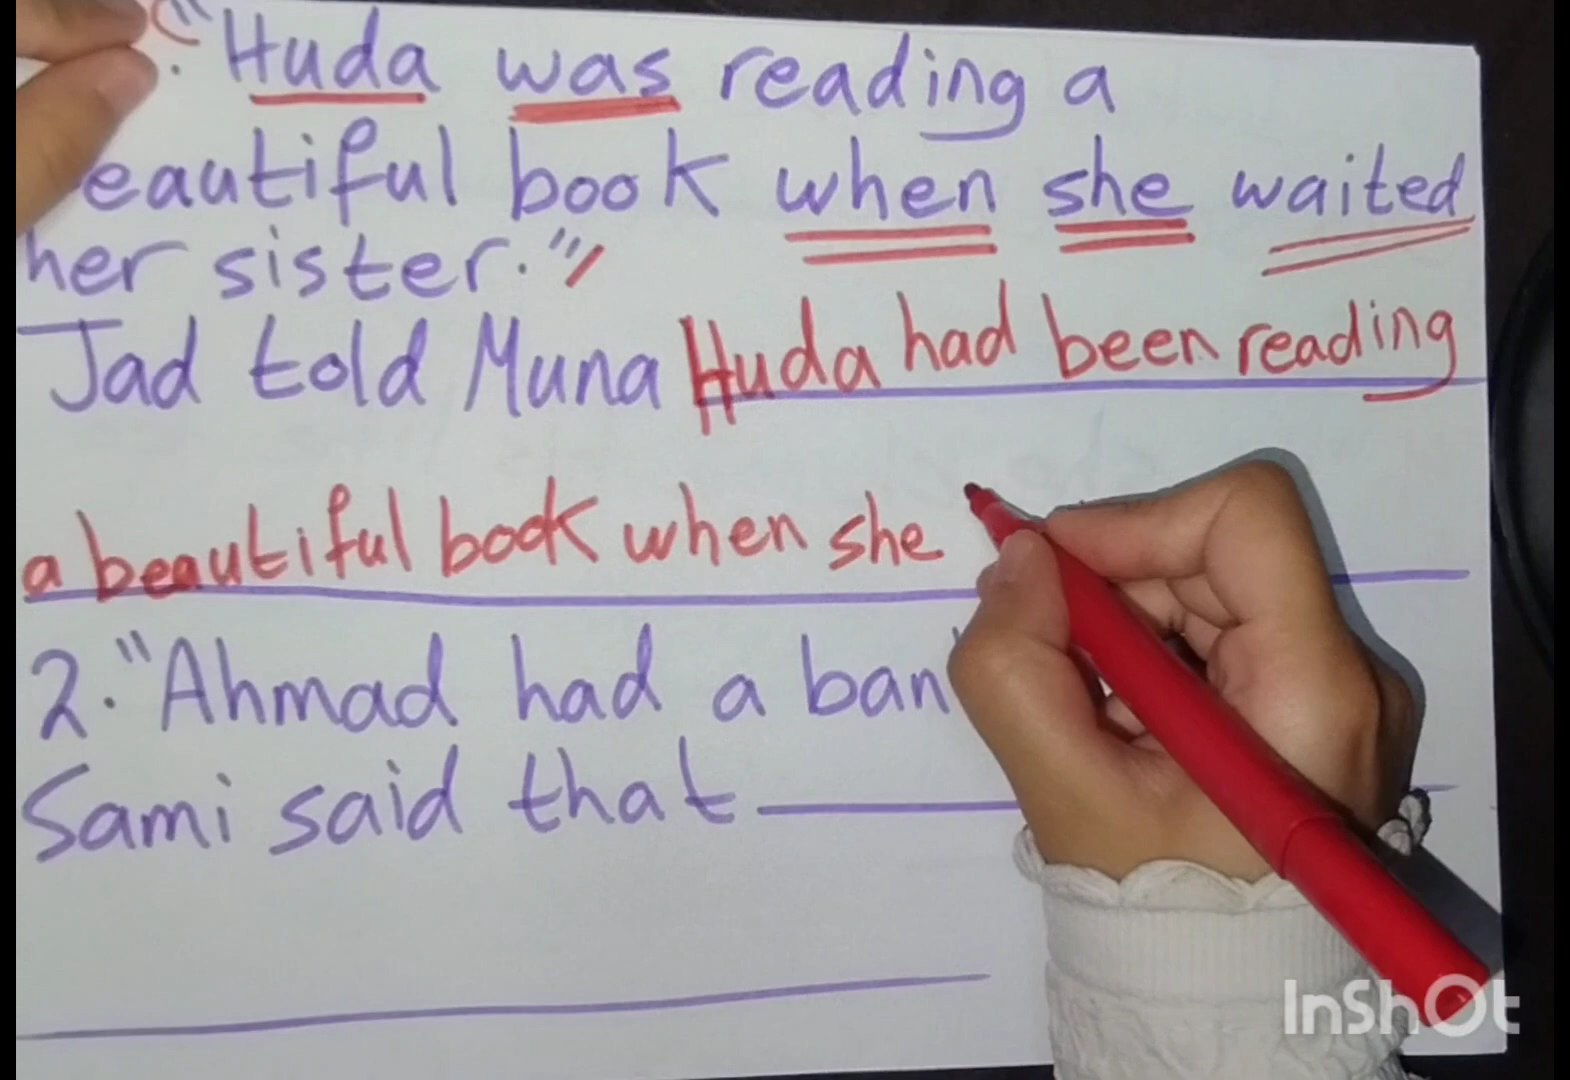 "Huda was reading a
eautiful book when she waited
her sister."
Jad told Muna Huda had been reading
a beautiful book when she
2. "Ahmad had a ban
Sami said that
InShOt